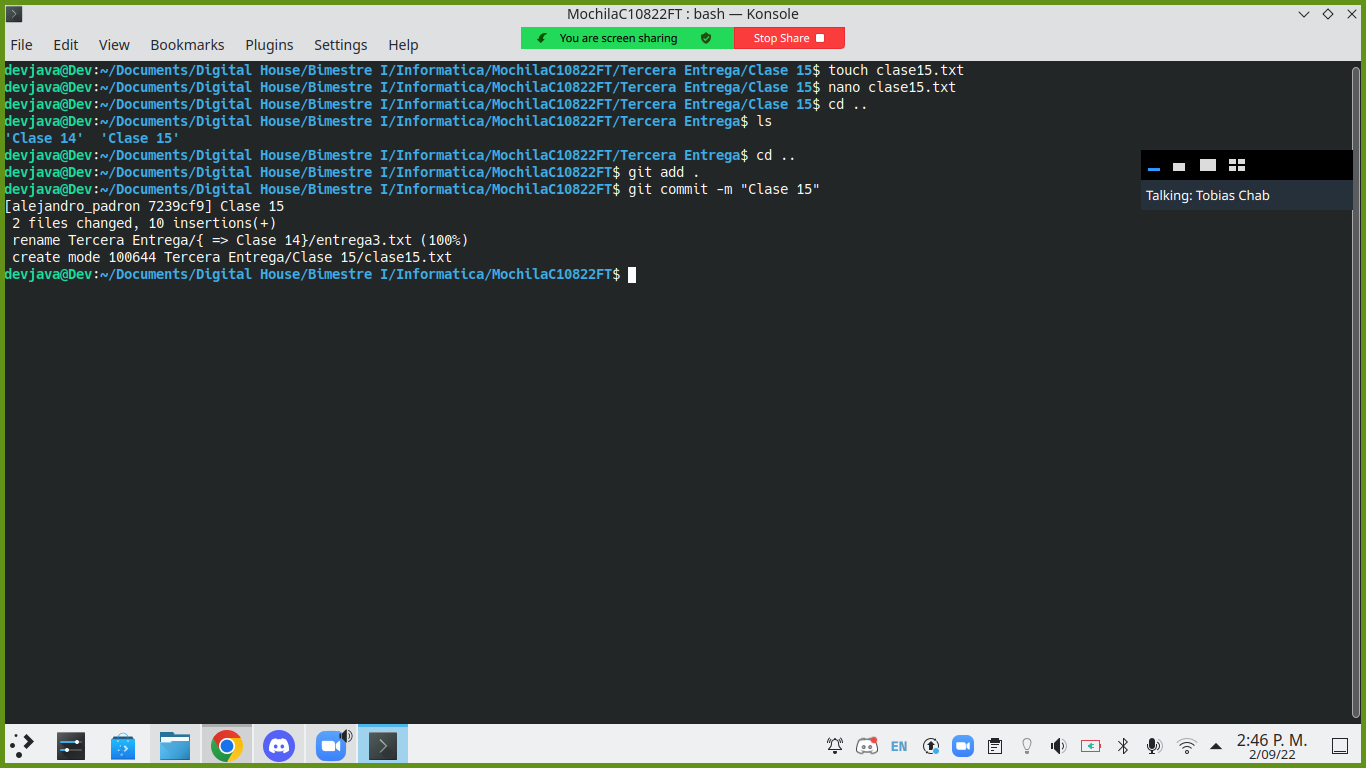 MochilaC10822FT : bash — Konsole
File Edit View Bookmarks Plugins Settings Help
You are screen sharing Stop Share
devjava@Dev:~/Documents/Digital House/Bimestre I/Informatica/MochilaC10822FT/Tercera Entrega/Clase 15$ touch clase15.txt
devjava@Dev:~/Documents/Digital House/Bimestre I/Informatica/MochilaC10822FT/Tercera Entrega/Clase 15$ nano clase15.txt
devjava@Dev:~/Documents/Digital House/Bimestre I/Informatica/MochilaC10822FT/Tercera Entrega/Clase 15$ cd ..
devjava@Dev:~/Documents/Digital House/Bimestre I/Informatica/MochilaC10822FT/Tercera Entrega$ ls
'Clase 14'  'Clase 15'
devjava@Dev:~/Documents/Digital House/Bimestre I/Informatica/MochilaC10822FT/Tercera Entrega$ cd ..
devjava@Dev:~/Documents/Digital House/Bimestre I/Informatica/MochilaC10822FT$ git add .
devjava@Dev:~/Documents/Digital House/Bimestre I/Informatica/MochilaC10822FT$ git commit -m "Clase 15"
[alejandro_padron 7239cf9] Clase 15
 2 files changed, 10 insertions(+)
 rename Tercera Entrega/{ => Clase 14}/entrega3.txt (100%)
 create mode 100644 Tercera Entrega/Clase 15/clase15.txt
devjava@Dev:~/Documents/Digital House/Bimestre I/Informatica/MochilaC10822FT$
Talking: Tobias Chab
EN
2:46 P. M.
2/09/22